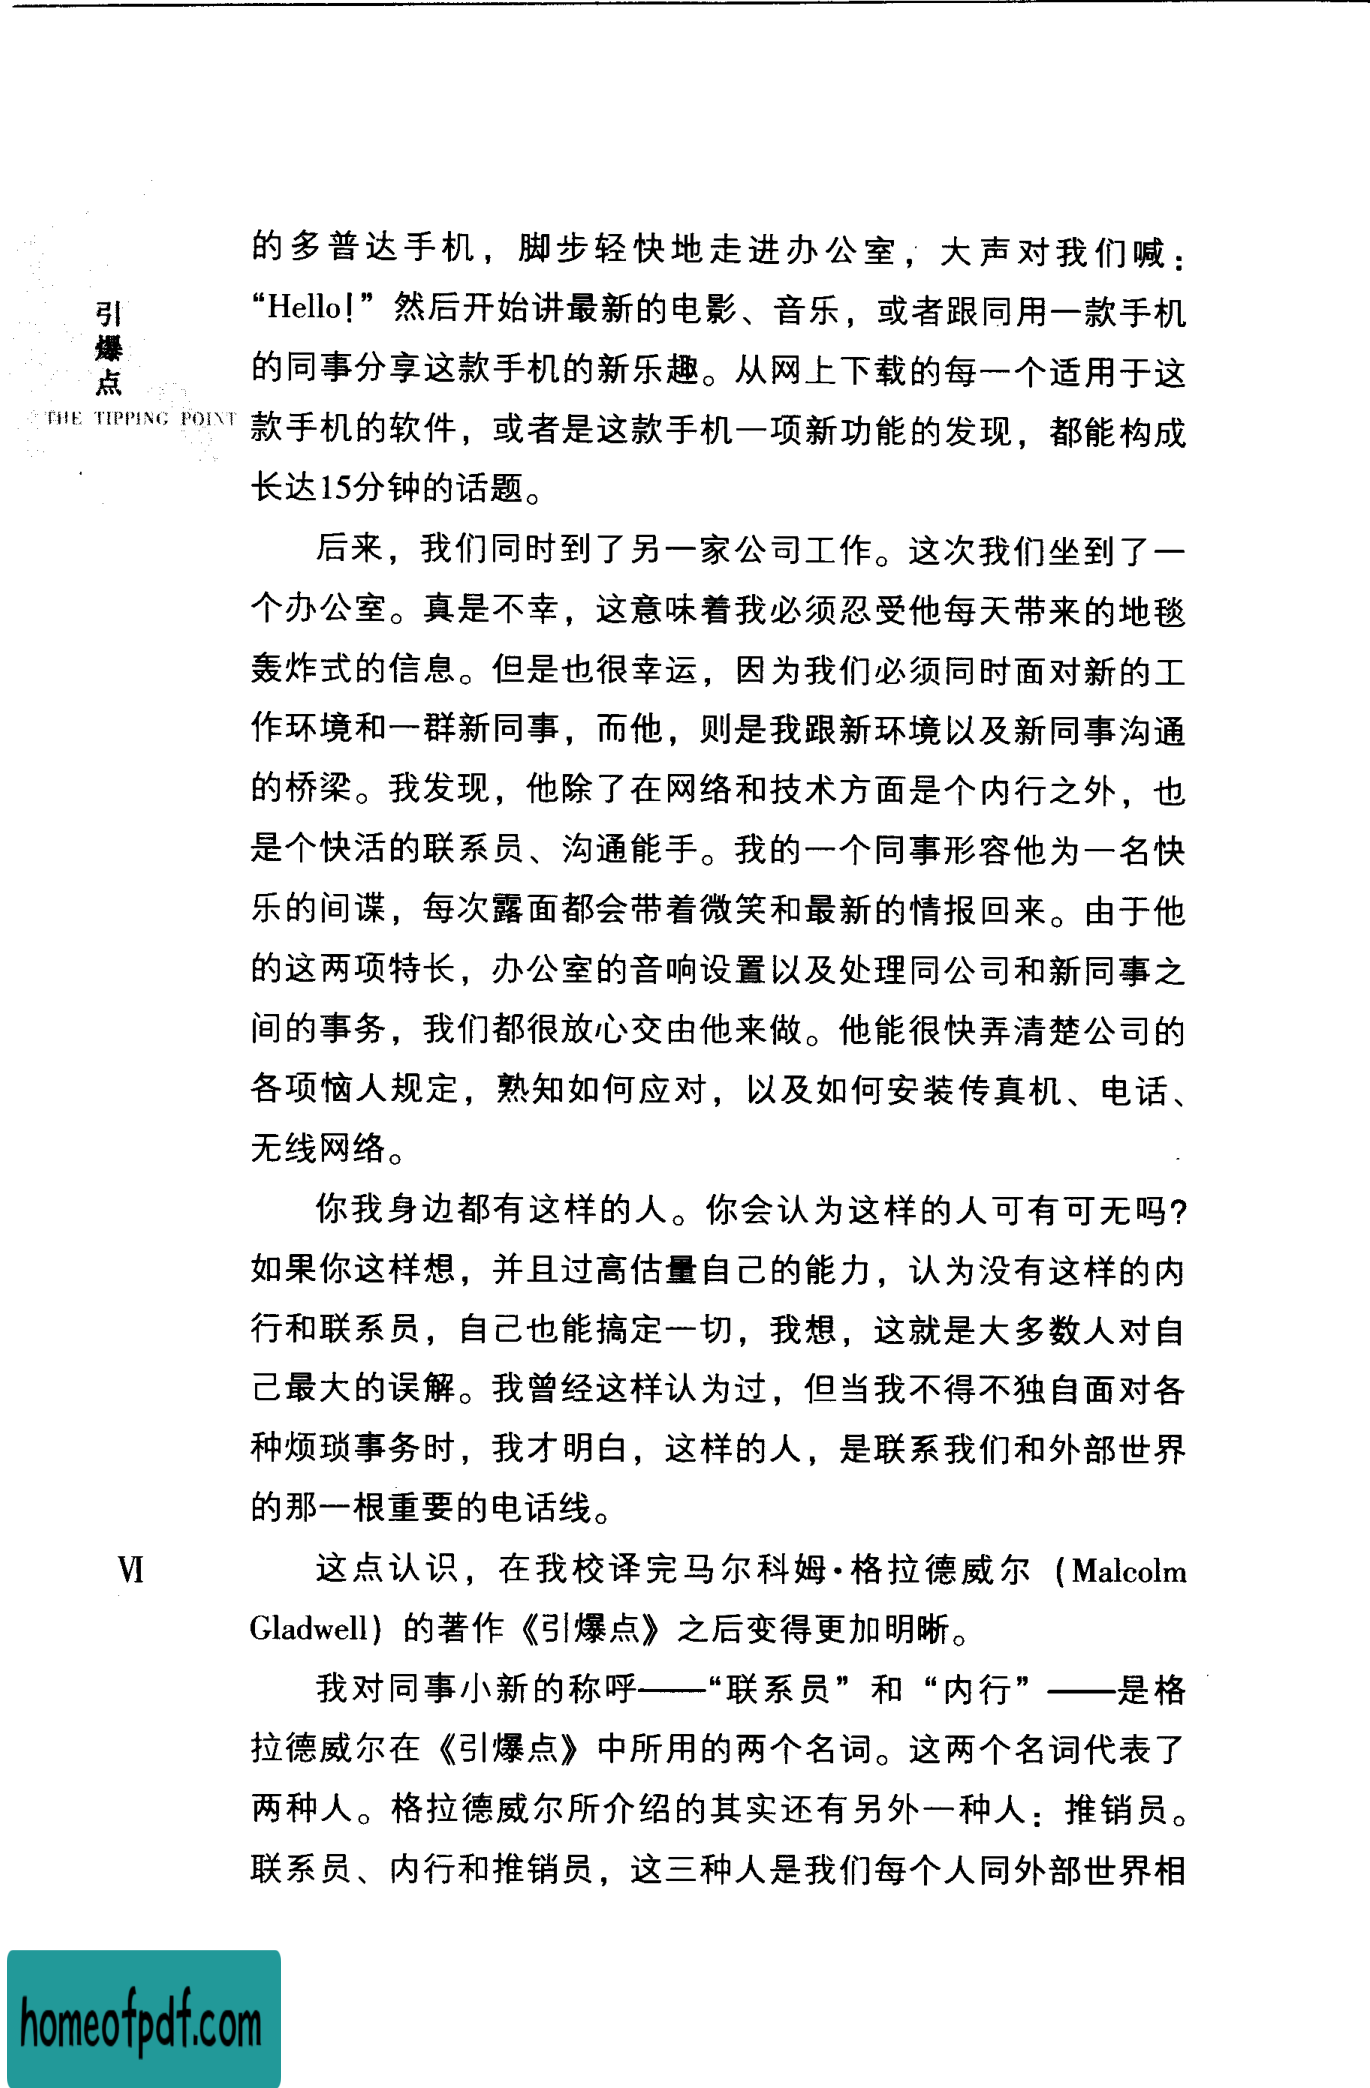 的多普达手机，脚步轻快地走进办公室，大声对我们喊：
“Hello！”然后开始讲最新的电影、音乐，或者跟同用一款手机
的同事分享这款手机的新乐趣。从网上下载的每一个适用于这
款手机的软件，或者是这款手机一项新功能的发现，都能构成
长达15分钟的话题。
后来，我们同时到了另一家公司工作。这次我们坐到了一
个办公室。真是不幸，这意味着我必须忍受他每天带来的地毯
轰炸式的信息。但是也很幸运，因为我们必须同时面对新的工
作环境和一群新同事，而他，则是我跟新环境以及新同事沟通
的桥梁。我发现，他除了在网络和技术方面是个内行之外，也
是个快活的联系员、沟通能手。我的一个同事形容他为一名快
乐的间谍，每次露面都会带着微笑和最新的情报回来。由于他
的这两项特长，办公室的音响设置以及处理同公司和新同事之
间的事务，我们都很放心交由他来做。他能很快弄清楚公司的
各项恼人规定，熟知如何应对，以及如何安装传真机、电话、
无线网络。
你我身边都有这样的人。你会认为这样的人可有可无吗？
如果你这样想，并且过高估量自己的能力，认为没有这样的内
行和联系员，自己也能搞定一切，我想，这就是大多数人对自
己最大的误解。我曾经这样认为过，但当我不得不独自面对各
种烦琐事务时，我才明白，这样的人，是联系我们和外部世界
的那一根重要的电话线。
这点认识，在我校译完马尔科姆·格拉德威尔（Malcolm
Gladwell）的著作《引爆点》之后变得更加明晰。
我对同事小新的称呼——“联系员”和“内行”——是格
拉德威尔在《引爆点》中所用的两个名词。这两个名词代表了
两种人。格拉德威尔所介绍的其实还有另外一种人：推销员。
联系员、内行和推销员，这三种人是我们每个人同外部世界相
引
爆
点
THE TIPPING POINT
VI
homeofpdf.com